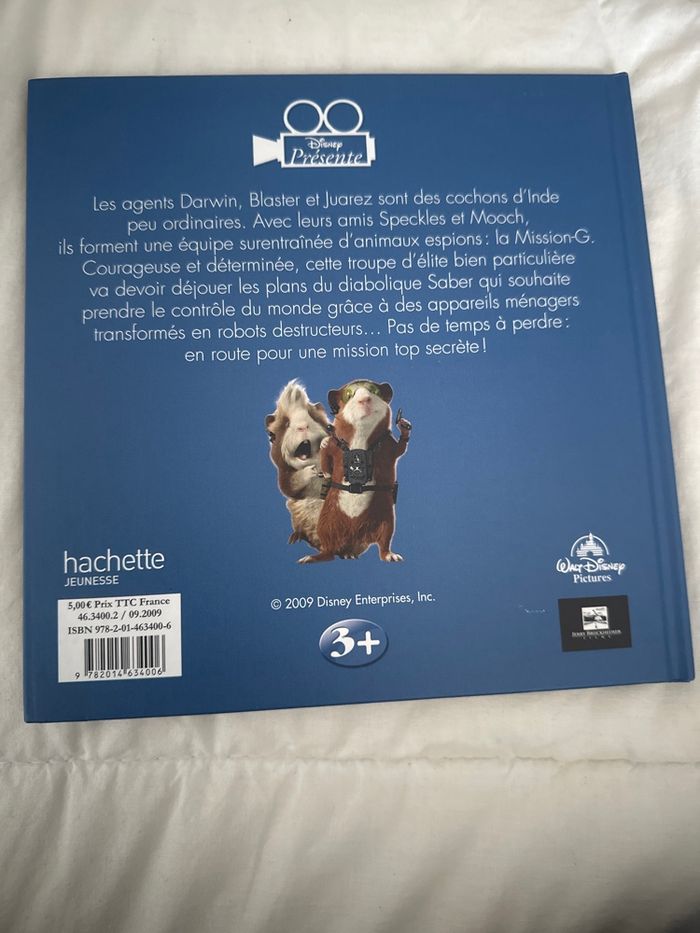 Disney
Présente
Les agents Darwin, Blaster et Juarez sont des cochons d'Inde
peu ordinaires. Avec leurs amis Speckles et Mooch,
ils forment une équipe surentraînée d'animaux espions : la Mission-G.
Courageuse et déterminée, cette troupe d'élite bien particulière
va devoir déjouer les plans du diabolique Saber qui souhaite
prendre le contrôle du monde grâce à des appareils ménagers
transformés en robots destructeurs... Pas de temps à perdre :
en route pour une mission top secrète !
hachette
JEUNESSE
5,00 € Prix TTC France
46.3400.2 / 09.2009
ISBN 978-2-01-463400-6
9 782014 634006
© 2009 Disney Enterprises, Inc.
3+
WALT DISNEY
Pictures
JERRY BRUCKHEIMER
FILMS